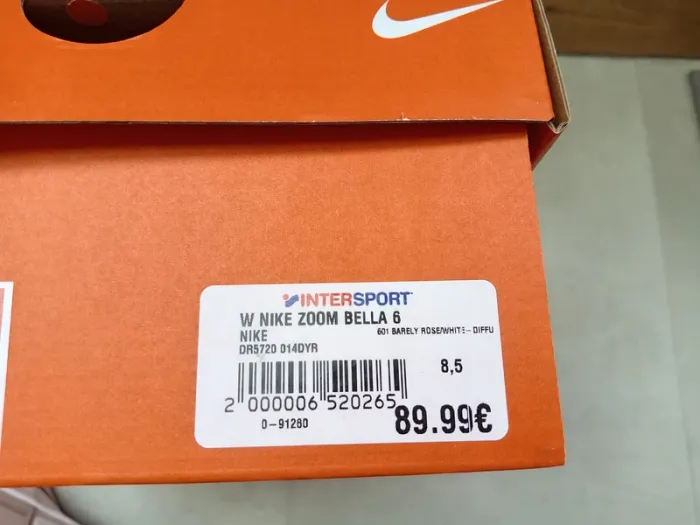 INTERSPORT
W NIKE ZOOM BELLA 6
NIKE
601 BARELY ROSE/WHITE- DIFFU
DR5720 014DYR
8,5
2 000006 520265
89.99€
0-91280